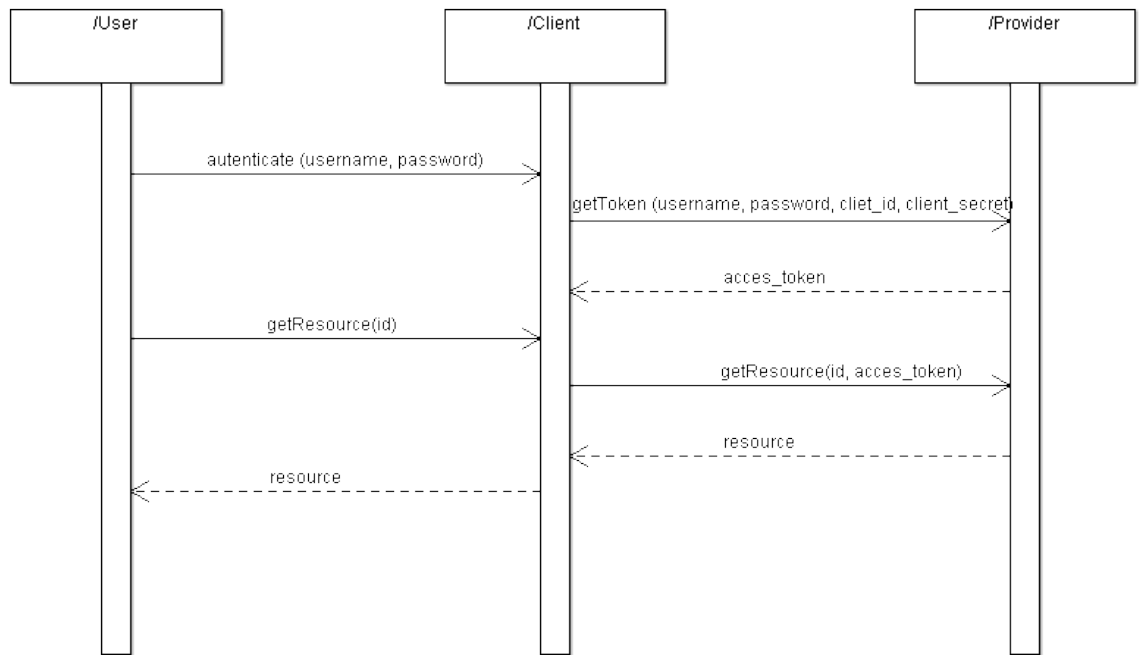 /User
/Client
/Provider
autenticate (username, password)
getToken (username, password, cliet_id, client_secret)
acces_token
getResource(id)
getResource(id, acces_token)
resource
resource